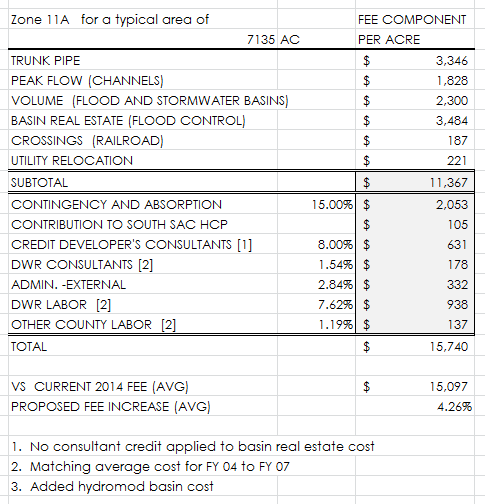 Zone 11A for a typical area of FEE COMPONENT
7135 AC PER ACRE
TRUNK PIPE $ 3,346
PEAK FLOW (CHANNELS) $ 1,828
VOLUME (FLOOD AND STORMWATER BASINS) $ 2,300
BASIN REAL ESTATE (FLOOD CONTROL) $ 3,484
CROSSINGS (RAILROAD) $ 187
UTILITY RELOCATION $ 221
SUBTOTAL $ 11,367
CONTINGENCY AND ABSORPTION 15.00% $ 2,053
CONTRIBUTION TO SOUTH SAC HCP $ 105
CREDIT DEVELOPER'S CONSULTANTS [1] 8.00% $ 631
DWR CONSULTANTS [2] 1.54% $ 178
ADMIN. -EXTERNAL 2.84% $ 332
DWR LABOR [2] 7.62% $ 938
OTHER COUNTY LABOR [2] 1.19% $ 137
TOTAL $ 15,740
VS CURRENT 2014 FEE (AVG) $ 15,097
PROPOSED FEE INCREASE (AVG) 4.26%
1. No consultant credit applied to basin real estate cost
2. Matching average cost for FY 04 to FY 07
3. Added hydromod basin cost